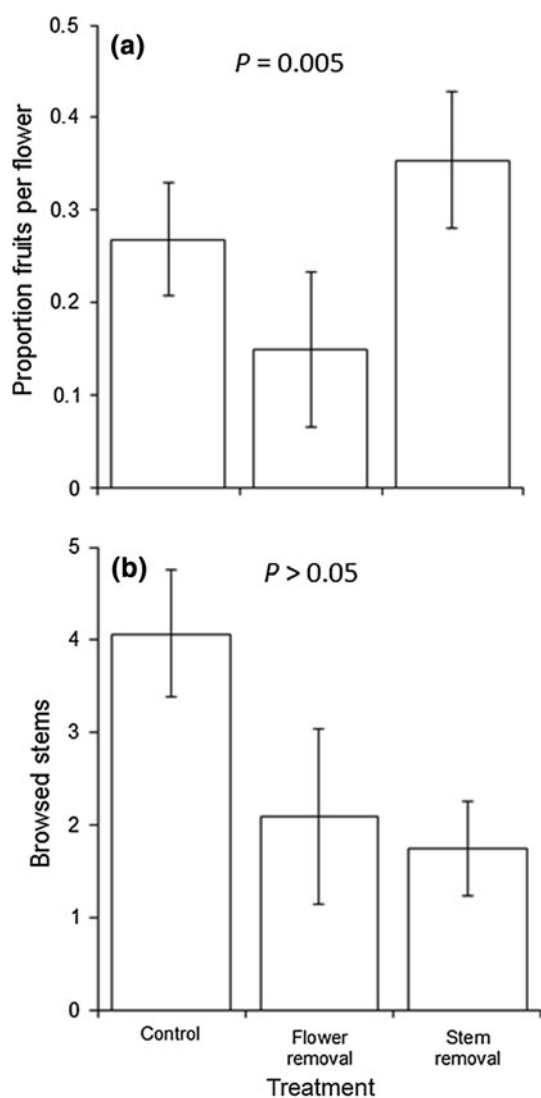 0.5
(a)
P = 0.005
0.4
0.3
0.2
0.1
0
Proportion fruits per flower
5
(b)
P > 0.05
4
3
2
1
0
Browsed stems
Control
Flower
removal
Stem
removal
Treatment